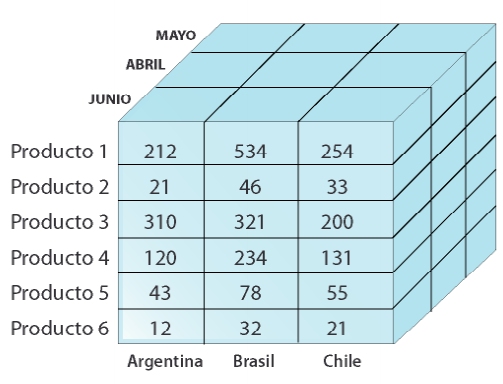 MAYO
ABRIL
JUNIO
Producto 1 212 534 254
Producto 2 21 46 33
Producto 3 310 321 200
Producto 4 120 234 131
Producto 5 43 78 55
Producto 6 12 32 21
Argentina Brasil Chile